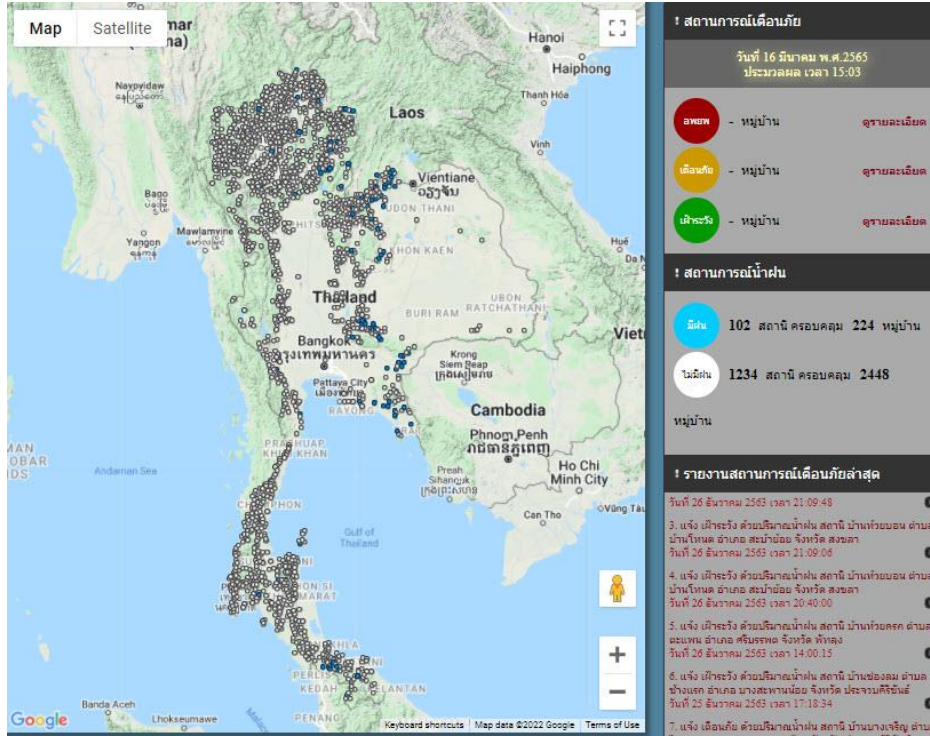 Map
Satellite
Hanoi
Haiphong
Naypyidaw
နေပြည်တော်
Thanh Hóa
Laos
Vinh
Vientiane
ວຽງຈັນ
UDON THANI
Bago
ပဲခူး
Yangon
ရန်ကုန်
Mawlamyine
KHON KAEN
Huế
Thailand
UBON
RATCHATHANI
BURI RAM
Bangkok
กรุงเทพมหานคร
Krong
Siem Reap
Pattaya City
RAYONG
Cambodia
PRACHUAP
KHIRI KHAN
Phnom Penh
រាជធានីភ្នំពេញ
Andaman Sea
Preah
Sihanouk
Ho Chi
Minh City
Can Tho
Gulf of
Thailand
PERLIS
KEDAH
PENANG
Banda Aceh
Lhokseumawe
Google
Keyboard shortcuts
Map data ©2022 Google
Terms of Use
! สถานการณ์เตือนภัย
วันที่ 16 มีนาคม พ.ศ.2565
ประมวลผล เวลา 15:03
อพยพ - หมู่บ้าน ดูรายละเอียด
เตือนภัย - หมู่บ้าน ดูรายละเอียด
เฝ้าระวัง - หมู่บ้าน ดูรายละเอียด
! สถานการณ์น้ำฝน
มีฝน 102 สถานี ครอบคลุม 224 หมู่บ้าน
ไม่มีฝน 1234 สถานี ครอบคลุม 2448
หมู่บ้าน
! รายงานสถานการณ์เตือนภัยล่าสุด
วันที่ 26 ธันวาคม 2563 เวลา 21:09:48
3. แจ้ง เฝ้าระวัง ด้วยปริมาณน้ำฝน สถานี บ้านห้วยบอน ตำบล
บ้านโหนด อำเภอ สะบ้าย้อย จังหวัด สงขลา
วันที่ 26 ธันวาคม 2563 เวลา 21:09:06
4. แจ้ง เฝ้าระวัง ด้วยปริมาณน้ำฝน สถานี บ้านห้วยบอน ตำบล
บ้านโหนด อำเภอ สะบ้าย้อย จังหวัด สงขลา
วันที่ 26 ธันวาคม 2563 เวลา 20:40:00
5. แจ้ง เฝ้าระวัง ด้วยปริมาณน้ำฝน สถานี บ้านห้วยครก ตำบล
ตะแพน อำเภอ ศรีบรรพต จังหวัด พัทลุง
วันที่ 26 ธันวาคม 2563 เวลา 14:00:15
6. แจ้ง เฝ้าระวัง ด้วยปริมาณน้ำฝน สถานี บ้านช่องลม ตำบล
ช้างแรก อำเภอ บางสะพานน้อย จังหวัด ประจวบคีรีขันธ์
วันที่ 25 ธันวาคม 2563 เวลา 17:18:34
7. แจ้ง เตือนภัย ด้วยปริมาณน้ำฝน สถานี บ้านบางเจริญ ตำบล